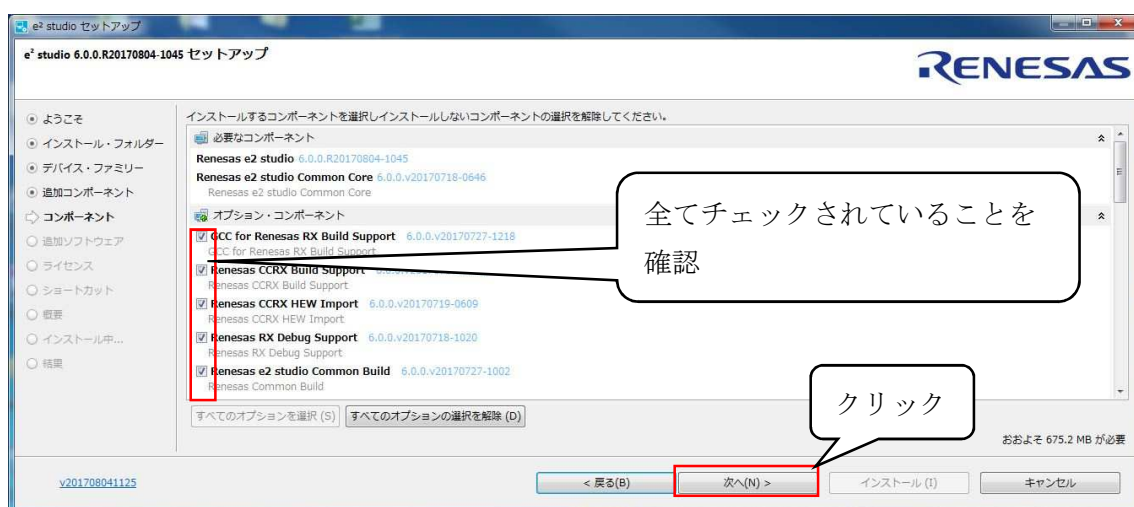 e² studio セットアップ
e² studio 6.0.0.R20170804-1045 セットアップ
RENESAS
ようこそ
インストール・フォルダー
デバイス・ファミリー
追加コンポーネント
コンポーネント
追加ソフトウェア
ライセンス
ショートカット
概要
インストール中...
結果
インストールするコンポーネントを選択しインストールしないコンポーネントの選択を解除してください。
必要なコンポーネント
Renesas e2 studio 6.0.0.R20170804-1045
Renesas e2 studio Common Core 6.0.0.v20170718-0646
Renesas e2 studio Common Core
オプション・コンポーネント
GCC for Renesas RX Build Support 6.0.0.v20170727-1218
GCC for Renesas RX Build Support
Renesas CCRX Build Support
Renesas CCRX Build Support
Renesas CCRX HEW Import 6.0.0.v20170719-0609
Renesas CCRX HEW Import
Renesas RX Debug Support 6.0.0.v20170718-1020
Renesas RX Debug Support
Renesas e2 studio Common Build 6.0.0.v20170727-1002
Renesas Common Build
全てチェックされていることを
確認
クリック
すべてのオプションを選択 (S) すべてのオプションの選択を解除 (D)
おおよそ 675.2 MB が必要
v201708041125
< 戻る(B) 次へ(N) > インストール (I) キャンセル